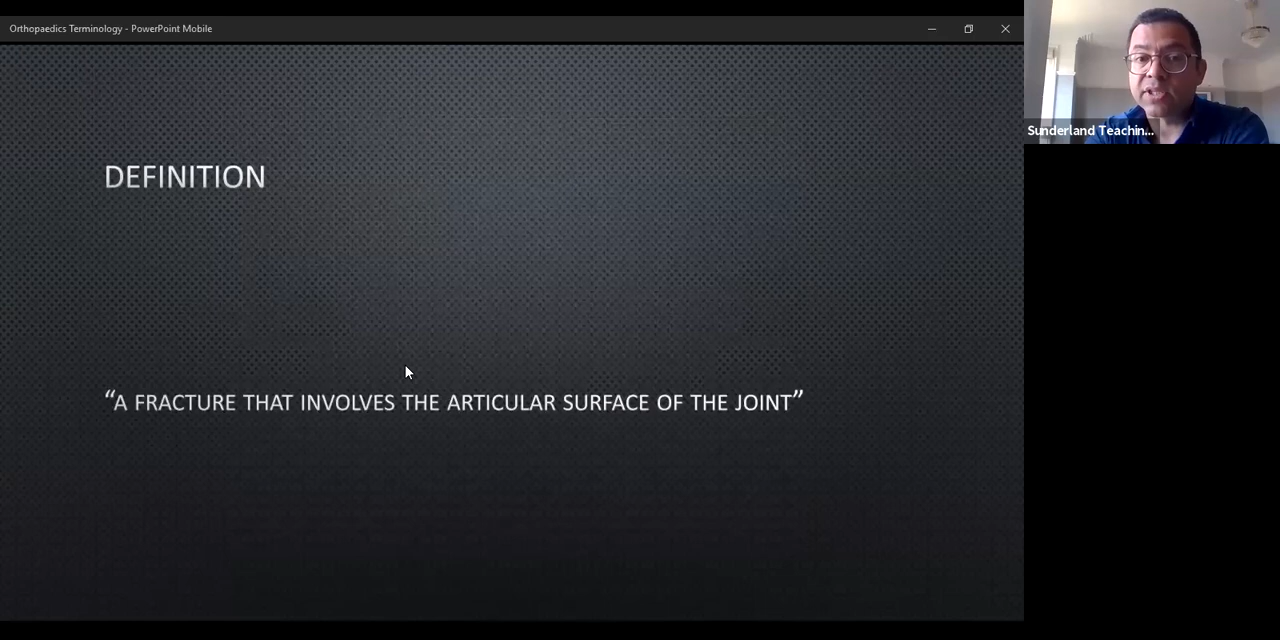 Orthopaedics Terminology - PowerPoint Mobile
Sunderland Teachin...
DEFINITION
“A FRACTURE THAT INVOLVES THE ARTICULAR SURFACE OF THE JOINT”